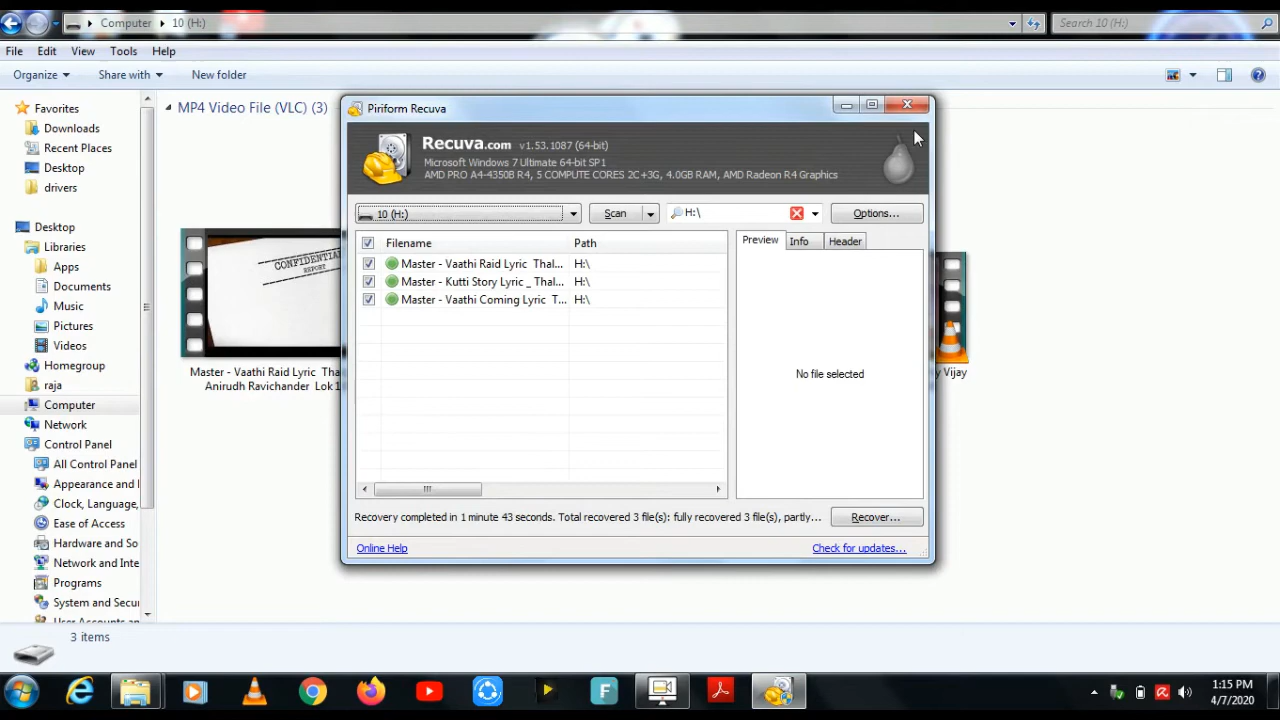 Computer
10 (H:)
Search 10 (H:)
File
Edit
View
Tools
Help
Organize
Share with
New folder
Favorites
Downloads
Recent Places
Desktop
drivers
Desktop
Libraries
Apps
Documents
Music
Pictures
Videos
Homegroup
raja
Computer
Network
Control Panel
All Control Panel
Appearance and
Clock, Language,
Ease of Access
Hardware and So
Network and Inte
Programs
System and Secu
User Accounts an
MP4 Video File (VLC) (3)
CONFIDENTIAL
REPORT
Master - Vaathi Raid Lyric Tha
Anirudh Ravichander Lok
y Vijay
Piriform Recuva
Recuva.com v1.53.1087 (64-bit)
Microsoft Windows 7 Ultimate 64-bit SP1
AMD PRO A4-4350B R4, 5 COMPUTE CORES 2C+3G, 4.0GB RAM, AMD Radeon R4 Graphics
10 (H:)
Scan
H:\
Options...
Filename
Path
Master - Vaathi Raid Lyric Thal... H:\
Master - Kutti Story Lyric _ Thal... H:\
Master - Vaathi Coming Lyric T... H:\
Preview
Info
Header
No file selected
Recovery completed in 1 minute 43 seconds. Total recovered 3 file(s): fully recovered 3 file(s), partly...
Recover...
Online Help
Check for updates...
3 items
1:15 PM
4/7/2020